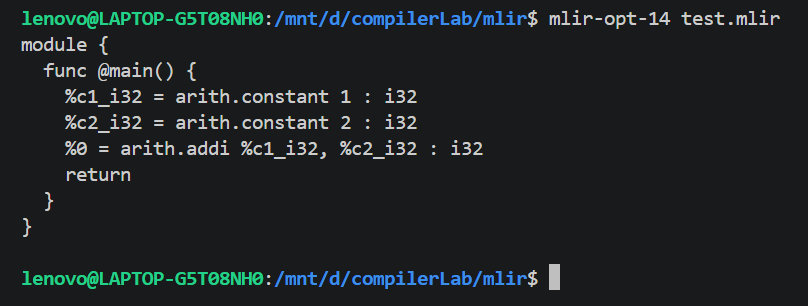 lenovo@LAPTOP-G5T08NH0:/mnt/d/compilerLab/mlir$ mlir-opt-14 test.mlir
module {
  func @main() {
    %c1_i32 = arith.constant 1 : i32
    %c2_i32 = arith.constant 2 : i32
    %0 = arith.addi %c1_i32, %c2_i32 : i32
    return
  }
}
lenovo@LAPTOP-G5T08NH0:/mnt/d/compilerLab/mlir$